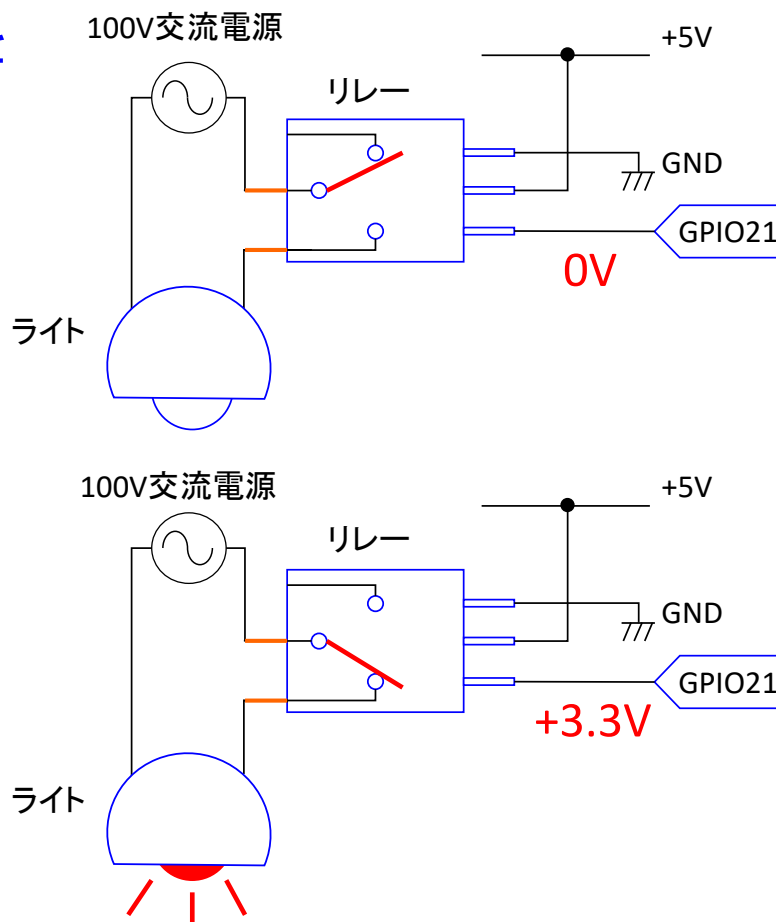 100V交流電源
+5V
リレー
GND
GPIO21
0V
ライト
100V交流電源
+5V
リレー
GND
GPIO21
+3.3V
ライト